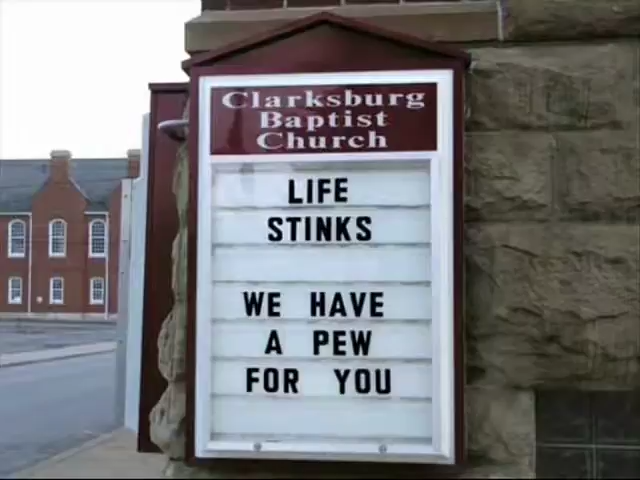 Clarksburg
Baptist
Church
LIFE
STINKS
WE HAVE
A PEW
FOR YOU